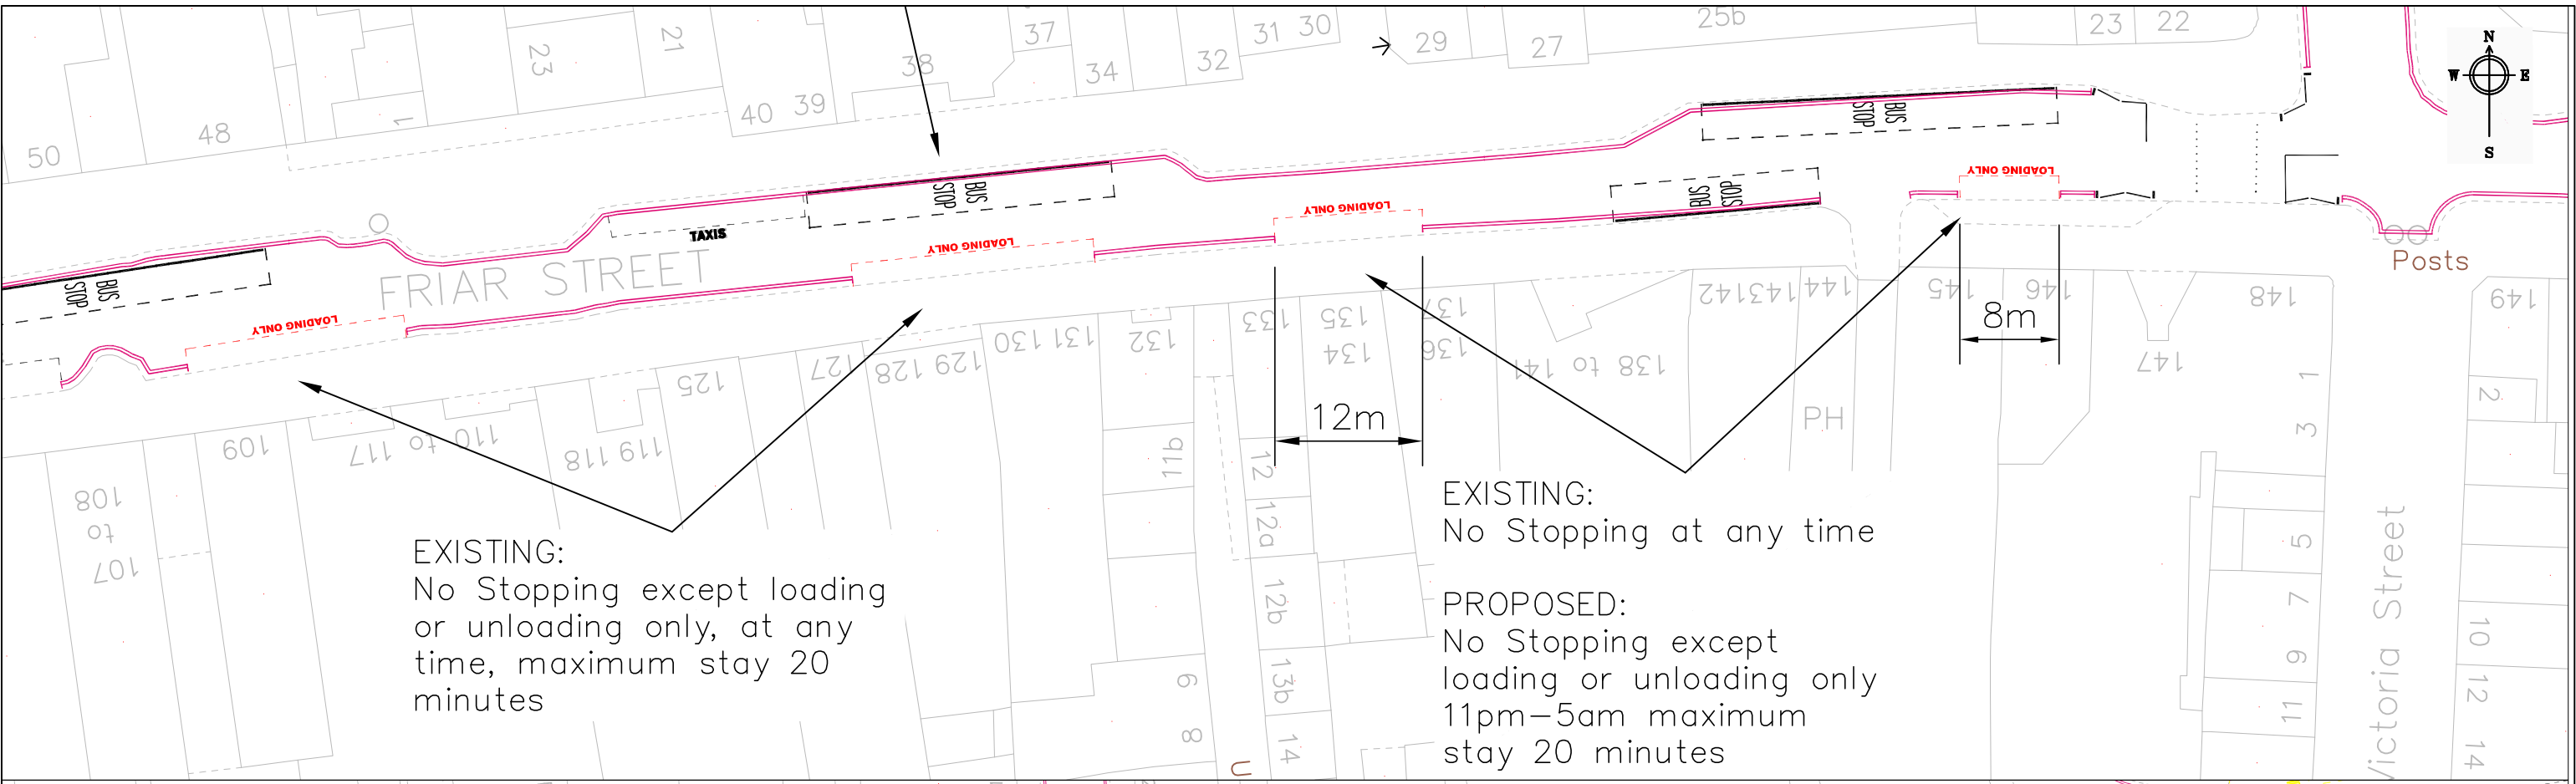 25b
23
22
37
31
30
29
27
21
23
38
34
32
N
W
E
S
40
39
48
1
50
BUS
STOP
LOADING ONLY
BUS
STOP
BUS
STOP
LOADING ONLY
TAXIS
LOADING ONLY
FRIAR STREET
BUS
STOP
LOADING ONLY
Posts
142
143
144
145
146
148
149
8m
130
131
132
133
135
134
137
136
138 to 141
147
125
127
128
129
109
110 to 117
118
119
12m
PH
11b
12
1
2
3
107
to
108
12a
EXISTING:
No Stopping at any time
EXISTING:
No Stopping except loading
or unloading only, at any
time, maximum stay 20
minutes
PROPOSED:
No Stopping except
loading or unloading only
11pm-5am maximum
stay 20 minutes
12b
13b
14
6
8
5
7
9
11
Victoria Street
10
12
14